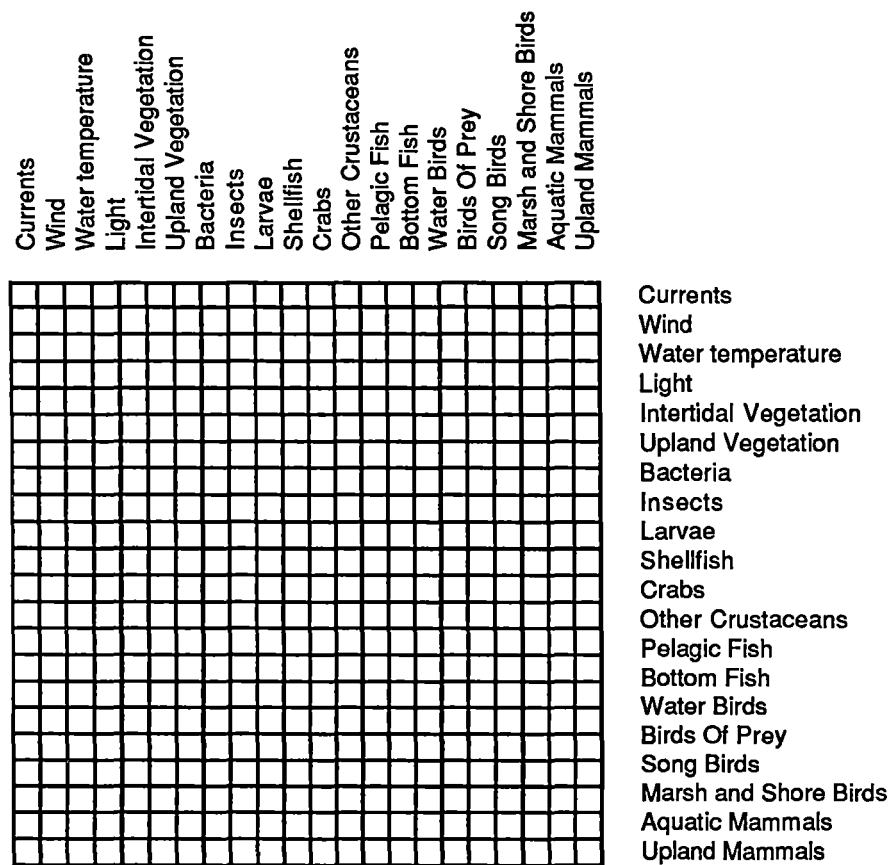 Currents
Wind
Water temperature
Light
Intertidal Vegetation
Upland Vegetation
Bacteria
Insects
Larvae
Shellfish
Crabs
Other Crustaceans
Pelagic Fish
Bottom Fish
Water Birds
Birds Of Prey
Song Birds
Marsh and Shore Birds
Aquatic Mammals
Upland Mammals
Currents
Wind
Water temperature
Light
Intertidal Vegetation
Upland Vegetation
Bacteria
Insects
Larvae
Shellfish
Crabs
Other Crustaceans
Pelagic Fish
Bottom Fish
Water Birds
Birds Of Prey
Song Birds
Marsh and Shore Birds
Aquatic Mammals
Upland Mammals